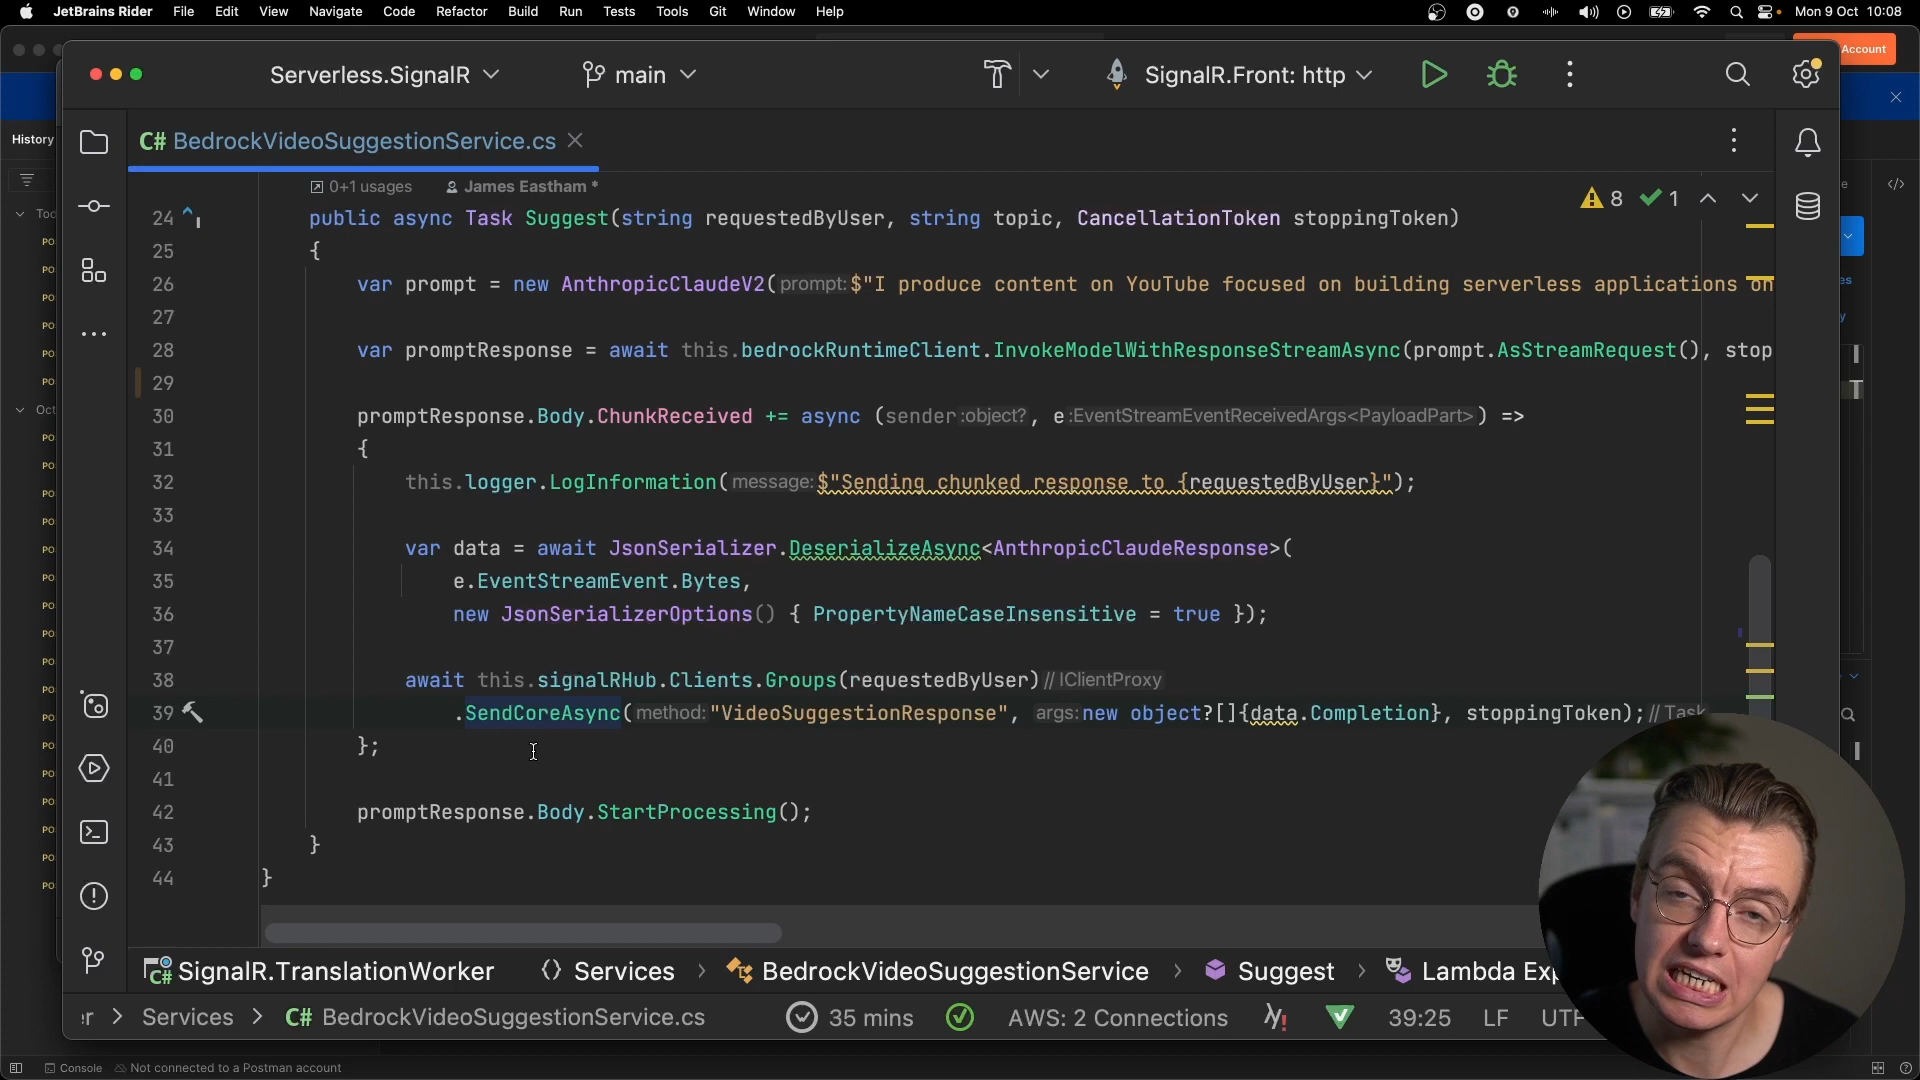 JetBrains Rider File Edit View Navigate Code Refactor Build Run Tests Tools Git Window Help Mon 9 Oct 10:08
Account
Serverless.SignalR main SignalR.Front: http
History
C# BedrockVideoSuggestionService.cs
0+1 usages James Eastham *
8 1
24 public async Task Suggest(string requestedByUser, string topic, CancellationToken stoppingToken)
25 {
26 var prompt = new AnthropicClaudeV2(prompt:$"I produce content on YouTube focused on building serverless applications on
27
28 var promptResponse = await this.bedrockRuntimeClient.InvokeModelWithResponseStreamAsync(prompt.AsStreamRequest(), stop
29
30 promptResponse.Body.ChunkReceived += async (sender:object?, e:EventStreamEventReceivedArgs<PayloadPart>) =>
31 {
32 this.logger.LogInformation(message:$"Sending chunked response to {requestedByUser}");
33
34 var data = await JsonSerializer.DeserializeAsync<AnthropicClaudeResponse>(
35 e.EventStreamEvent.Bytes,
36 new JsonSerializerOptions() { PropertyNameCaseInsensitive = true });
37
38 await this.signalRHub.Clients.Groups(requestedByUser)// IClientProxy
39 .SendCoreAsync(method:"VideoSuggestionResponse", args:new object?[]{data.Completion}, stoppingToken);// Task
40 };
41
42 promptResponse.Body.StartProcessing();
43 }
44 }
SignalR.TranslationWorker Services BedrockVideoSuggestionService Suggest Lambda Exp
er > Services > C# BedrockVideoSuggestionService.cs 35 mins AWS: 2 Connections 39:25 LF UTF
Console Not connected to a Postman account